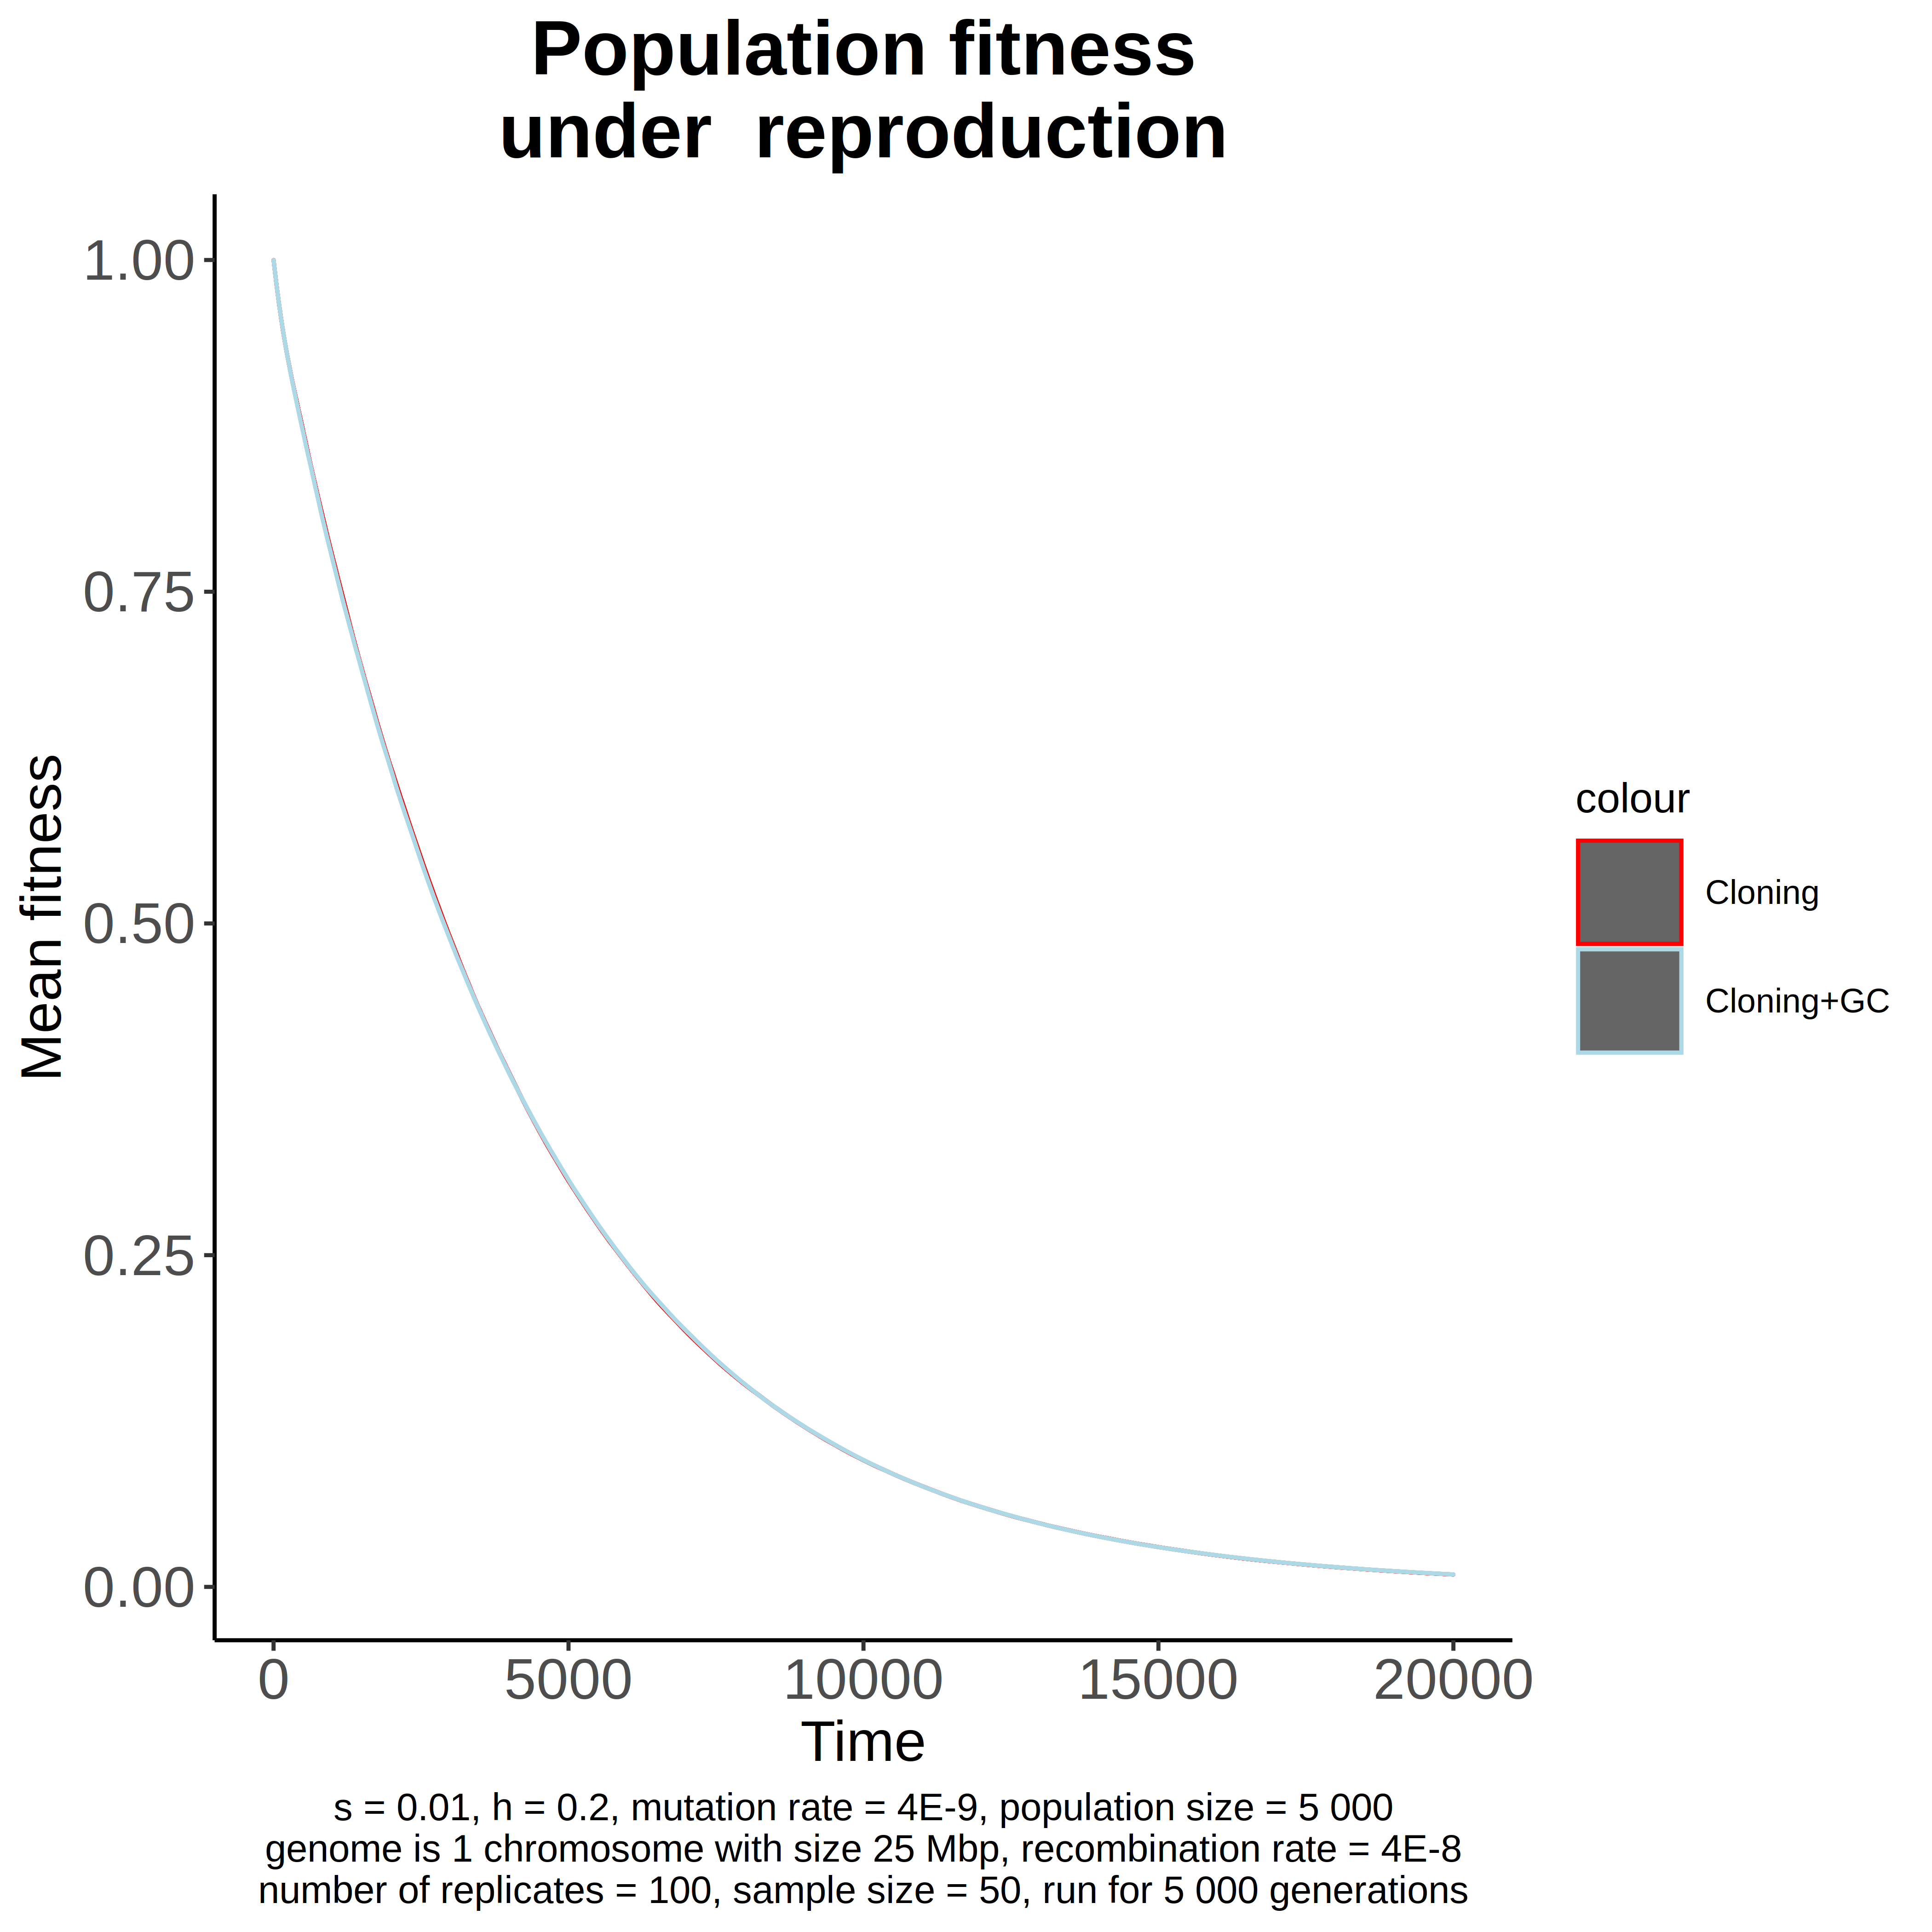 Population fitness
under  reproduction
1.00
0.75
0.50
0.25
0.00
Mean fitness
0 5000 10000 15000 20000
Time
colour
Cloning
Cloning+GC
s = 0.01, h = 0.2, mutation rate = 4E-9, population size = 5 000
genome is 1 chromosome with size 25 Mbp, recombination rate = 4E-8
number of replicates = 100, sample size = 50, run for 5 000 generations